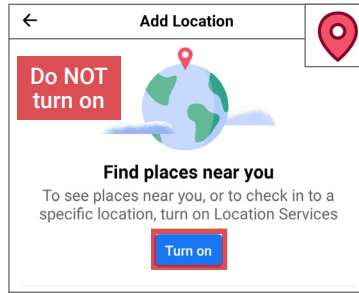 Add Location
Do NOT
turn on
Find places near you
To see places near you, or to check in to a
specific location, turn on Location Services
Turn on